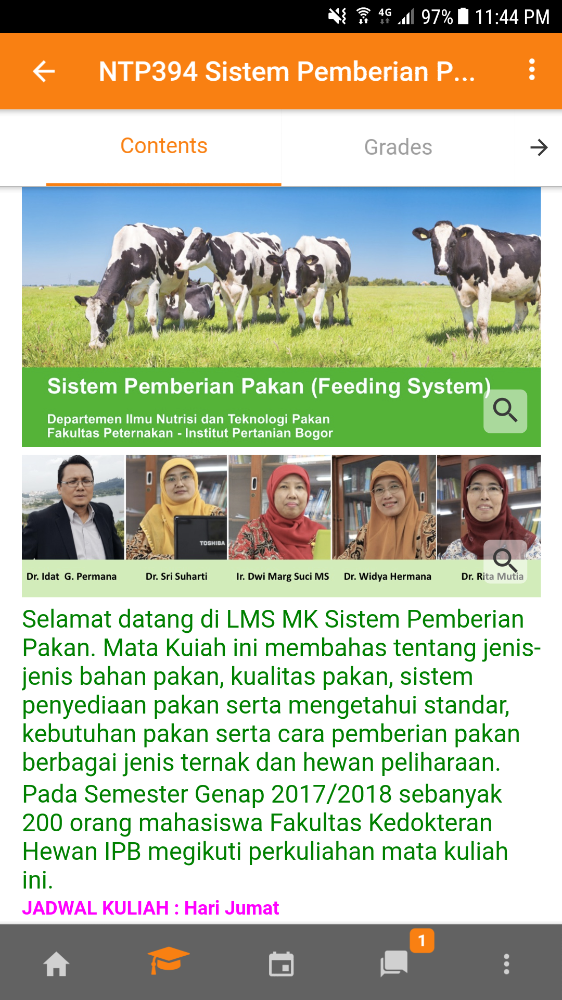 4G 97% 11:44 PM
NTP394 Sistem Pemberian P...
Contents Grades
Sistem Pemberian Pakan (Feeding System)
Departemen Ilmu Nutrisi dan Teknologi Pakan
Fakultas Peternakan - Institut Pertanian Bogor
TOSHIBA
Dr. Idat G. Permana Dr. Sri Suharti Ir. Dwi Marg Suci MS Dr. Widya Hermana Dr. Rita Mutia
Selamat datang di LMS MK Sistem Pemberian
Pakan. Mata Kuiah ini membahas tentang jenis-
jenis bahan pakan, kualitas pakan, sistem
penyediaan pakan serta mengetahui standar,
kebutuhan pakan serta cara pemberian pakan
berbagai jenis ternak dan hewan peliharaan.
Pada Semester Genap 2017/2018 sebanyak
200 orang mahasiswa Fakultas Kedokteran
Hewan IPB megikuti perkuliahan mata kuliah
ini.
JADWAL KULIAH : Hari Jumat
1